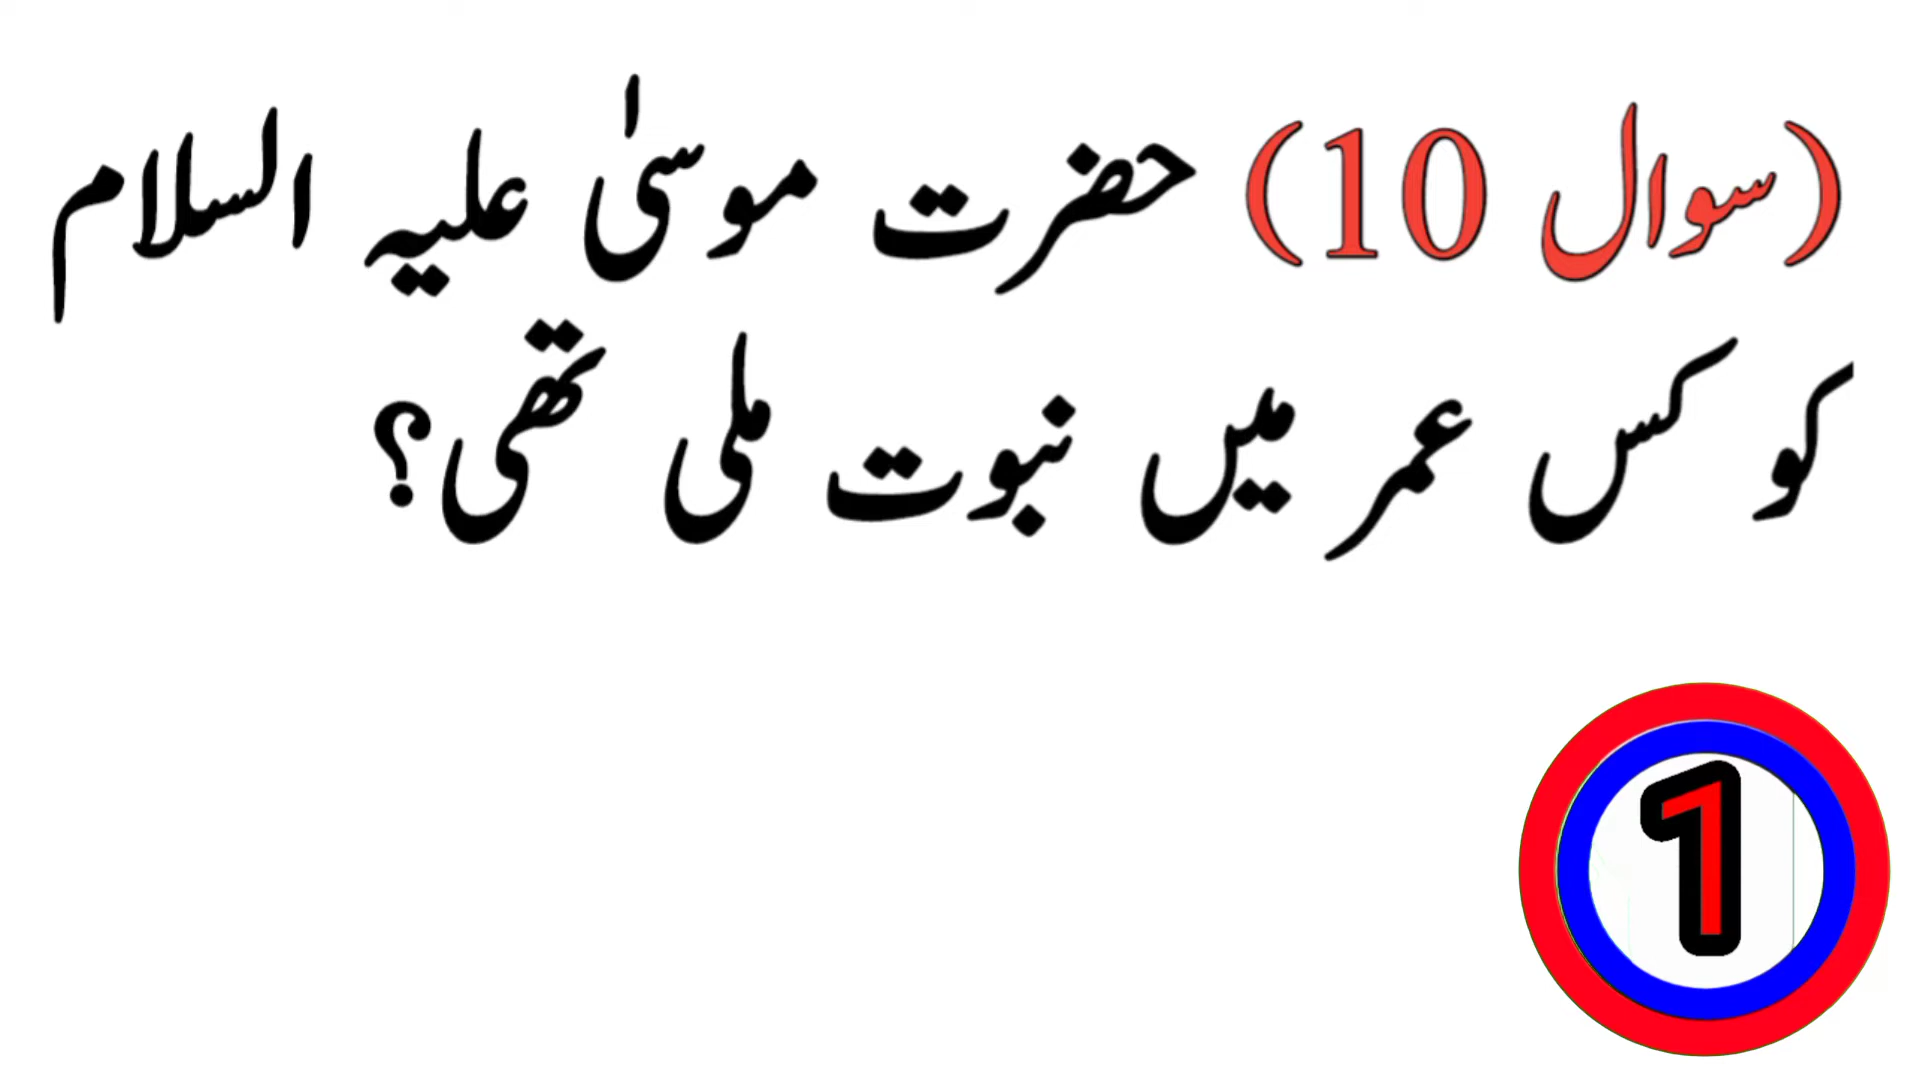 (سوال 10) حضرت موسیٰ علیہ السلام
کو کس عمر میں نبوت ملی تھی؟
1